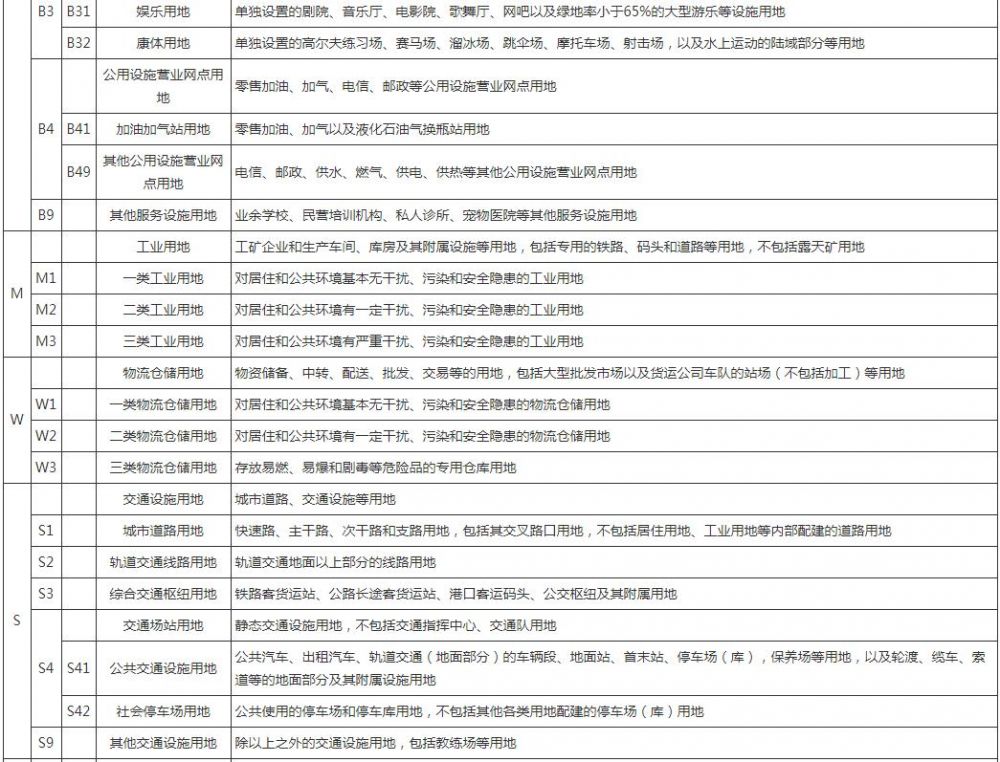 B3 B31 娱乐用地 单独设置的剧院、音乐厅、电影院、歌舞厅、网吧以及绿地率小于65%的大型游乐等设施用地
B32 康体用地 单独设置的高尔夫练习场、赛马场、溜冰场、跳伞场、摩托车场、射击场，以及水上运动的陆域部分等用地
B4
公用设施营业网点用
地
零售加油、加气、电信、邮政等公用设施营业网点用地
B41 加油加气站用地 零售加油、加气以及液化石油气换瓶站用地
B49
其他公用设施营业网
点用地
电信、邮政、供水、燃气、供电、供热等其他公用设施营业网点用地
B9 其他服务设施用地 业余学校、民营培训机构、私人诊所、宠物医院等其他服务设施用地
M
工业用地 工矿企业和生产车间、库房及其附属设施等用地，包括专用的铁路、码头和道路等用地，不包括露天矿用地
M1 一类工业用地 对居住和公共环境基本无干扰、污染和安全隐患的工业用地
M2 二类工业用地 对居住和公共环境有一定干扰、污染和安全隐患的工业用地
M3 三类工业用地 对居住和公共环境有严重干扰、污染和安全隐患的工业用地
W
物流仓储用地 物资储备、中转、配送、批发、交易等的用地，包括大型批发市场以及货运公司车队的站场（不包括加工）等用地
W1 一类物流仓储用地 对居住和公共环境基本无干扰、污染和安全隐患的物流仓储用地
W2 二类物流仓储用地 对居住和公共环境有一定干扰、污染和安全隐患的物流仓储用地
W3 三类物流仓储用地 存放易燃、易爆和剧毒等危险品的专用仓库用地
S
交通设施用地 城市道路、交通设施等用地
S1 城市道路用地 快速路、主干路、次干路和支路用地，包括其交叉路口用地，不包括居住用地、工业用地等内部配建的道路用地
S2 轨道交通线路用地 轨道交通地面以上部分的线路用地
S3 综合交通枢纽用地 铁路客货运站、公路长途客货运站、港口客运码头、公交枢纽及其附属用地
S4
交通场站用地 静态交通设施用地，不包括交通指挥中心、交通队用地
S41 公共交通设施用地
公共汽车、出租汽车、轨道交通（地面部分）的车辆段、地面站、首末站、停车场（库），保养场等用地，以及轮渡、缆车、索
道等的地面部分及其附属设施用地
S42 社会停车场用地 公共使用的停车场和停车库用地，不包括其他各类用地配建的停车场（库）用地
S9 其他交通设施用地 除以上之外的交通设施用地，包括教练场等用地